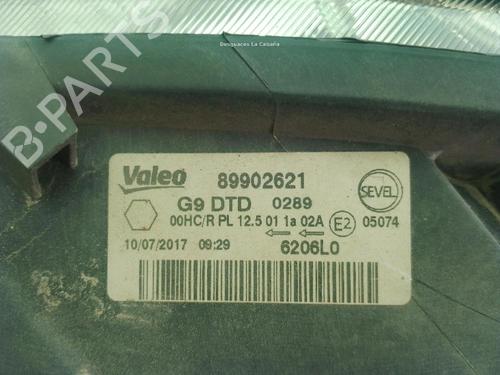 Desguaces La Cabaña
B-PARTS
Valeo 89902621
G9 DTD 0289 SEVEL
00HC/R PL 12.5 01 1a 02A E2 05074
10/07/2017 09:29 6206L0